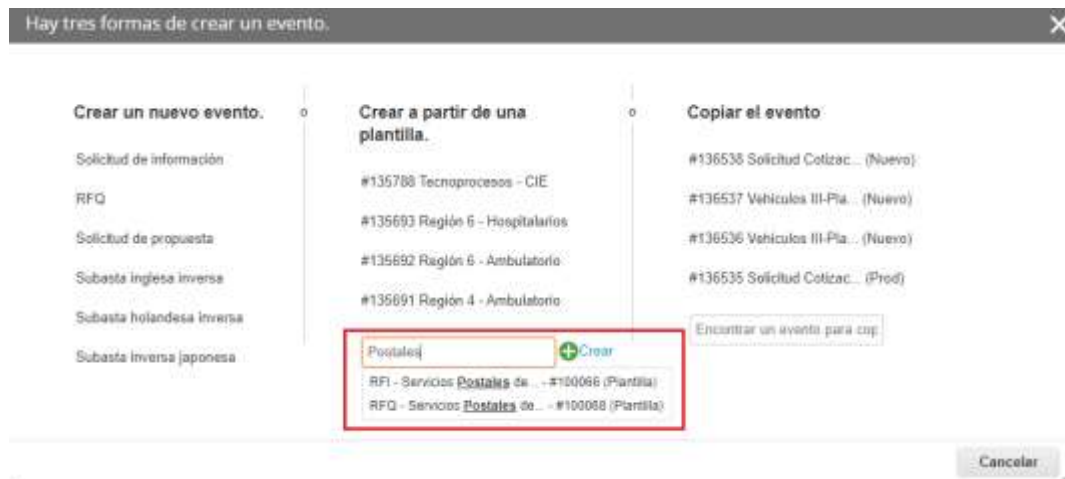 Hay tres formas de crear un evento.
Crear un nuevo evento.
Solicitud de información
RFQ
Solicitud de propuesta
Subasta inglesa inversa
Subasta holandesa inversa
Subasta inversa japonesa
o
Crear a partir de una
plantilla.
#135788 Tecnoprocesos - CIE
#135693 Región 6 - Hospitalarios
#135692 Región 6 - Ambulatorio
#135691 Región 4 - Ambulatorio
Postales
Crear
RFI - Servicios Postales de... - #100066 (Plantilla)
RFQ - Servicios Postales de... - #100068 (Plantilla)
o
Copiar el evento
#136538 Solicitud Cotizac... (Nuevo)
#136537 Vehiculos III-Pla... (Nuevo)
#136536 Vehiculos III-Pla... (Nuevo)
#136535 Solicitud Cotizac... (Prod)
Encontrar un evento para cop
Cancelar